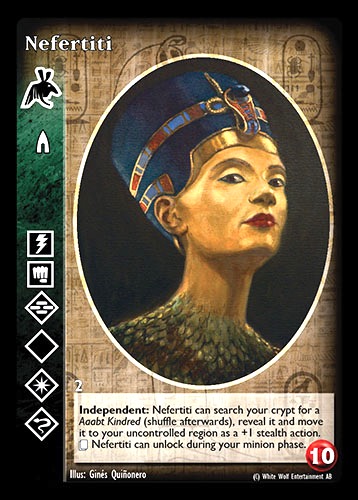 Nefertiti
2
Independent: Nefertiti can search your crypt for a
Aaabt Kindred (shuffle afterwards), reveal it and move
it to your uncontrolled region as a +1 stealth action.
Nefertiti can unlock during your minion phase.
10
Illus: Ginés Quiñonero
(C) White Wolf Entertainment AB